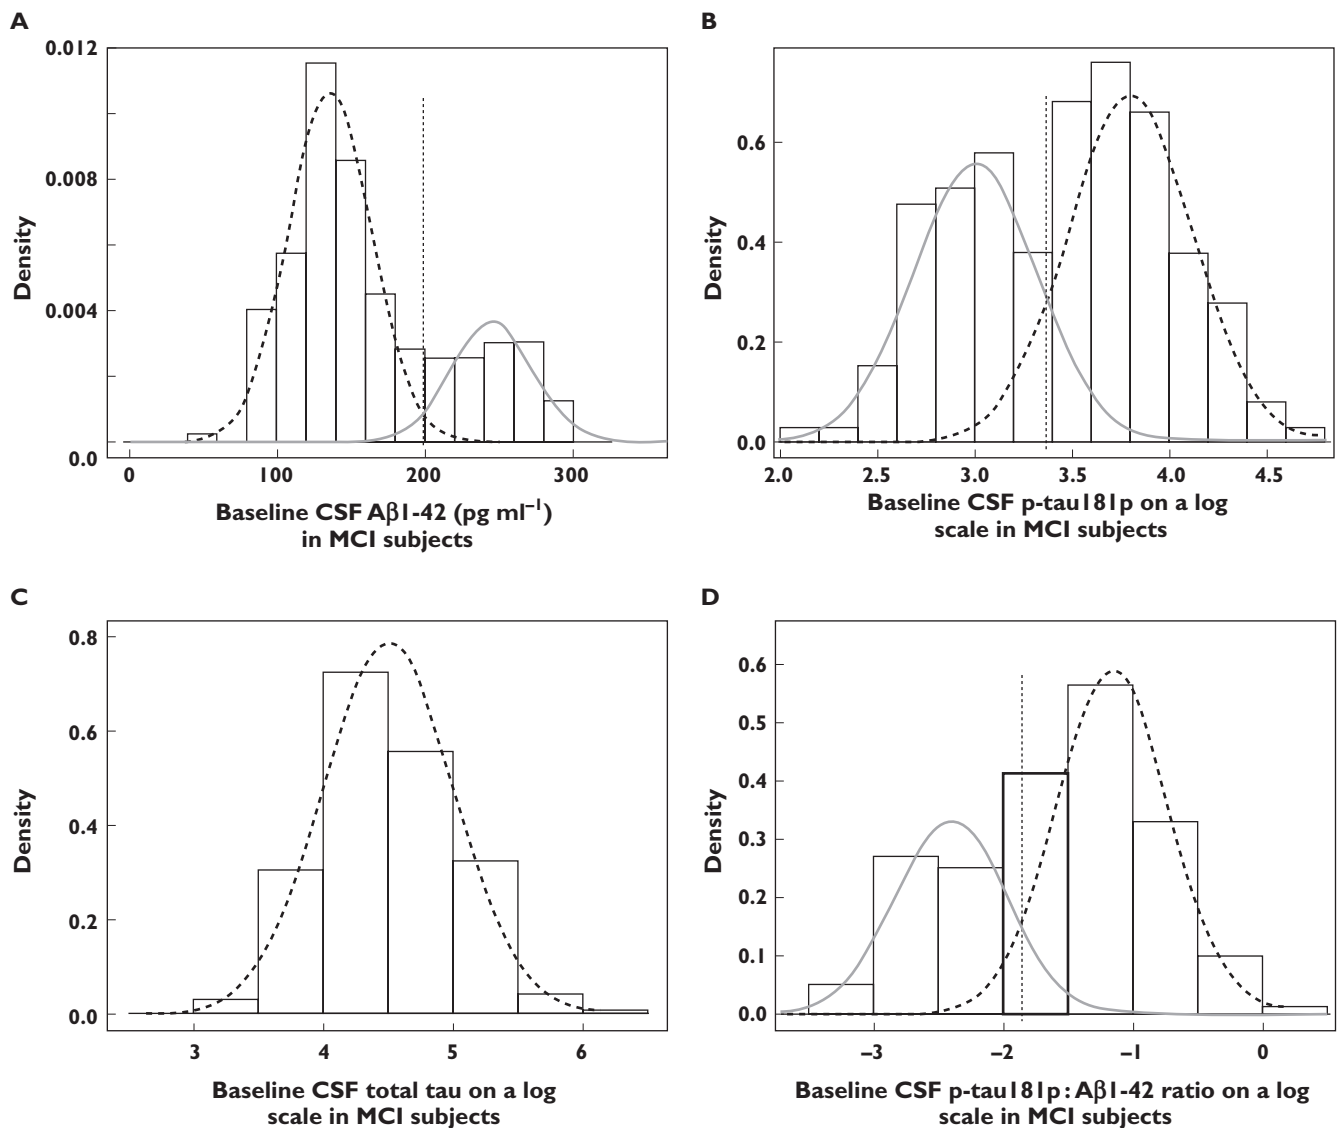 A
0.012
0.008
0.004
0.0
Density
0 100 200 300
Baseline CSF Aβ1-42 (pg ml⁻¹)
in MCI subjects
B
0.6
0.4
0.2
0.0
Density
2.0 2.5 3.0 3.5 4.0 4.5
Baseline CSF p-tau181p on a log
scale in MCI subjects
C
0.8
0.6
0.4
0.2
0.0
Density
3 4 5 6
Baseline CSF total tau on a log
scale in MCI subjects
D
0.6
0.5
0.4
0.3
0.2
0.1
0.0
Density
–3 –2 –1 0
Baseline CSF p-tau181p : Aβ1-42 ratio on a log
scale in MCI subjects